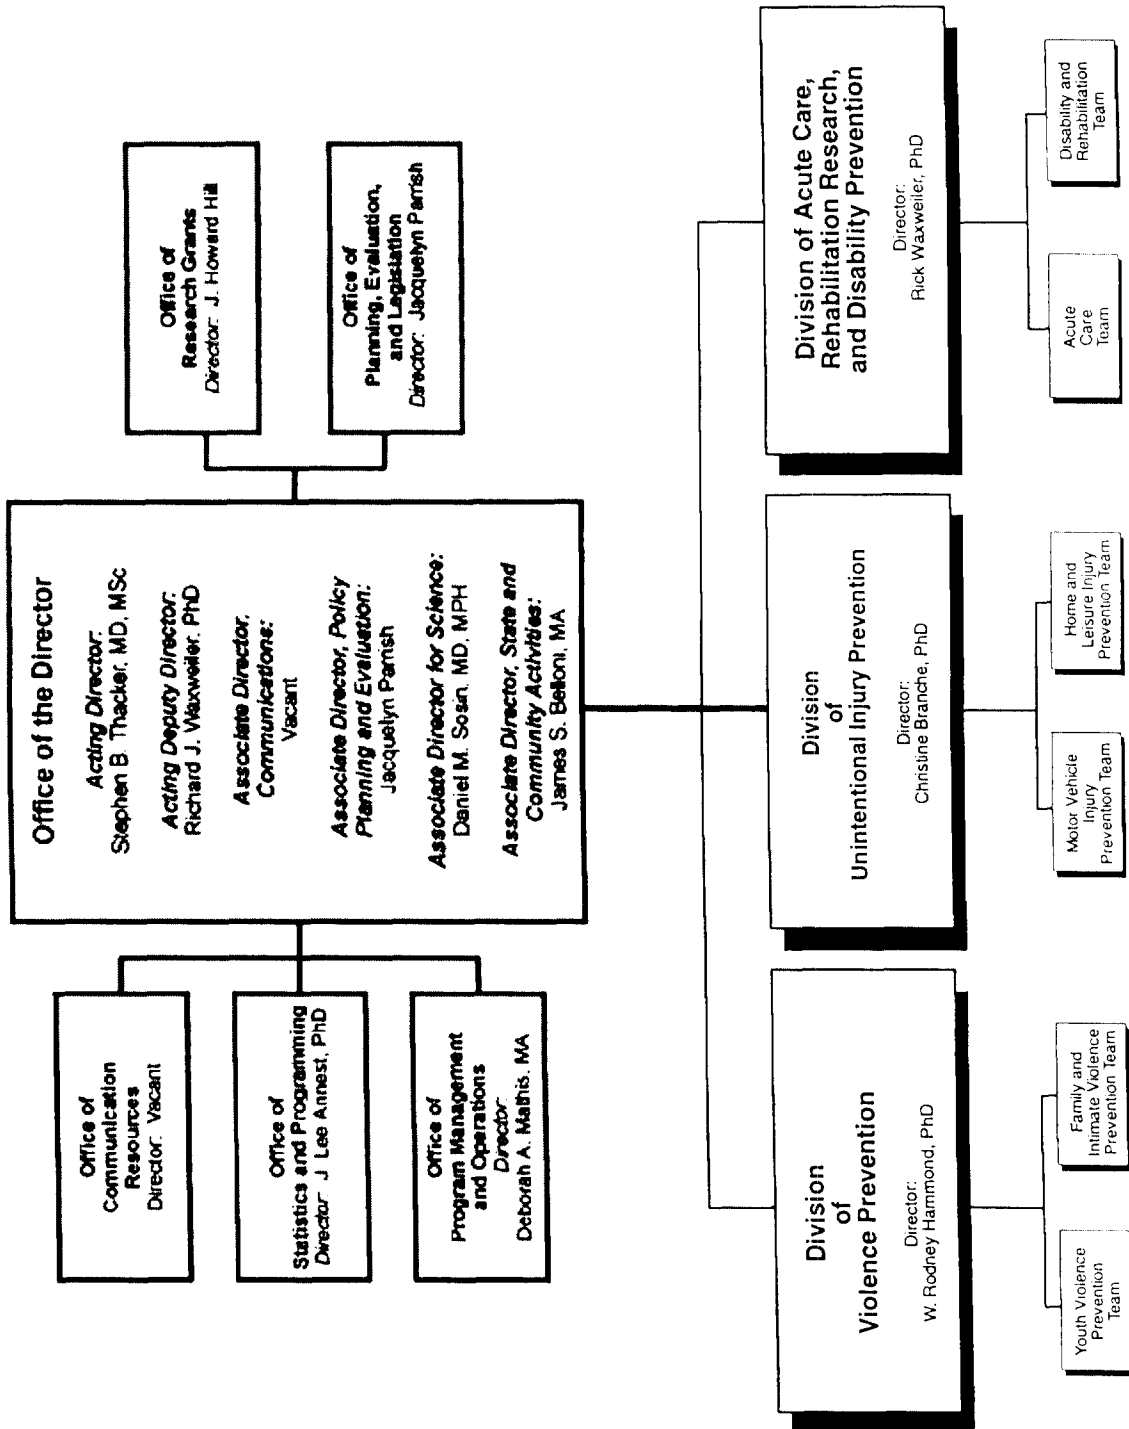 Office of the Director
Acting Director:
Stephen B. Thacker, MD, MSc
Acting Deputy Director:
Richard J. Waxweiler, PhD
Associate Director,
Communications:
Vacant
Associate Director, Policy
Planning and Evaluation:
Jacquelyn Parrish
Associate Director for Science:
Daniel M. Sosin, MD, MPH
Associate Director, State and
Community Activities:
James S. Belloni, MA
Office of
Communication
Resources
Director: Vacant
Office of
Statistics and Programming
Director: J. Lee Annest, PhD
Office of
Program Management
and Operations
Director:
Deborah A. Mathis, MA
Office of
Research Grants
Director: J. Howard Hill
Office of
Planning, Evaluation,
and Legislation
Director: Jacquelyn Parrish
Division
of
Violence Prevention
Director:
W. Rodney Hammond, PhD
Youth Violence
Prevention
Team
Family and
Intimate Violence
Prevention Team
Division
of
Unintentional Injury Prevention
Director:
Christine Branche, PhD
Motor Vehicle
Injury
Prevention Team
Home and
Leisure Injury
Prevention Team
Division of Acute Care,
Rehabilitation Research,
and Disability Prevention
Director:
Rick Waxweiler, PhD
Acute
Care
Team
Disability and
Rehabilitation
Team